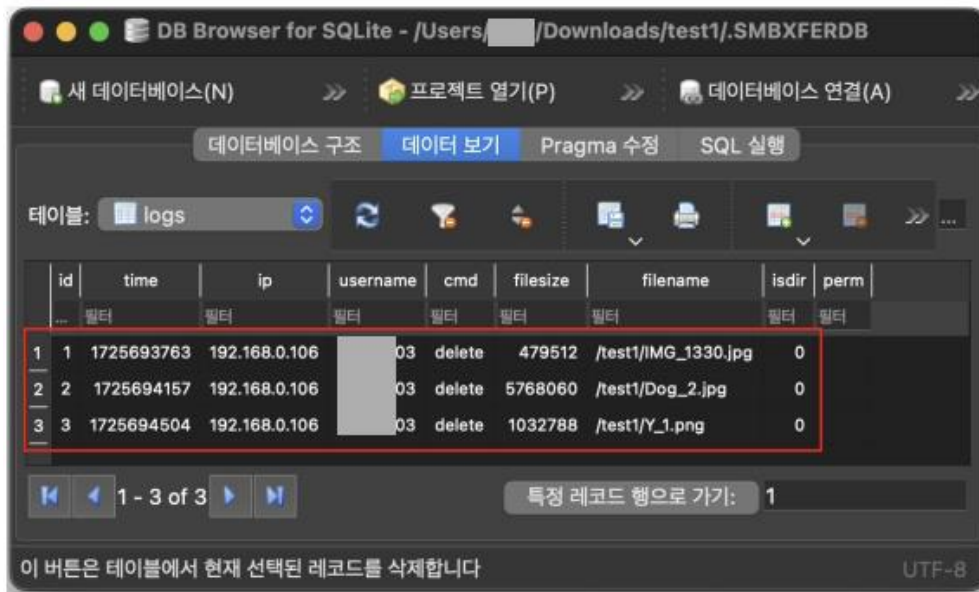 DB Browser for SQLite - /Users/ /Downloads/test1/.SMBXFERDB
새 데이터베이스(N) 프로젝트 열기(P) 데이터베이스 연결(A)
데이터베이스 구조 데이터 보기 Pragma 수정 SQL 실행
테이블: logs ...
id time ip username cmd filesize filename isdir perm
... 필터 필터 필터 필터 필터 필터 필터 필터
1 1 1725693763 192.168.0.106 03 delete 479512 /test1/IMG_1330.jpg 0
2 2 1725694157 192.168.0.106 03 delete 5768060 /test1/Dog_2.jpg 0
3 3 1725694504 192.168.0.106 03 delete 1032788 /test1/Y_1.png 0
1 - 3 of 3 특정 레코드 행으로 가기: 1
이 버튼은 테이블에서 현재 선택된 레코드를 삭제합니다 UTF-8